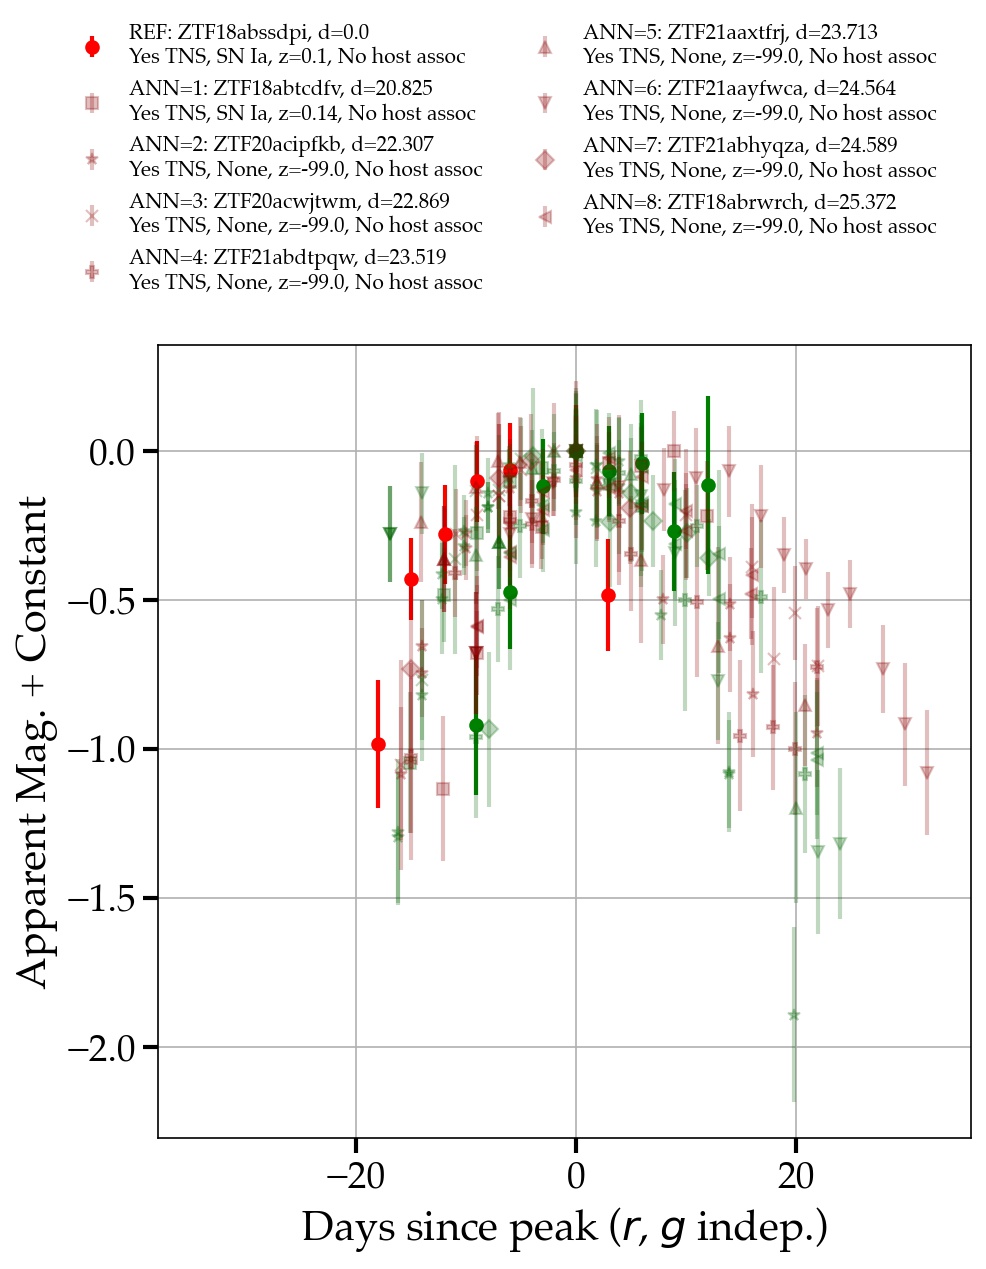 REF: ZTF18abssdpi, d=0.0
Yes TNS, SN Ia, z=0.1, No host assoc
ANN=1: ZTF18abtcdfv, d=20.825
Yes TNS, SN Ia, z=0.14, No host assoc
ANN=2: ZTF20acipfkb, d=22.307
Yes TNS, None, z=-99.0, No host assoc
ANN=3: ZTF20acwjtwm, d=22.869
Yes TNS, None, z=-99.0, No host assoc
ANN=4: ZTF21abdtpqw, d=23.519
Yes TNS, None, z=-99.0, No host assoc
ANN=5: ZTF21aaxtfrj, d=23.713
Yes TNS, None, z=-99.0, No host assoc
ANN=6: ZTF21aayfwca, d=24.564
Yes TNS, None, z=-99.0, No host assoc
ANN=7: ZTF21abhyqza, d=24.589
Yes TNS, None, z=-99.0, No host assoc
ANN=8: ZTF18abrwrch, d=25.372
Yes TNS, None, z=-99.0, No host assoc
Apparent Mag. + Constant
0.0
−0.5
−1.0
−1.5
−2.0
−20
0
20
Days since peak (r, g indep.)